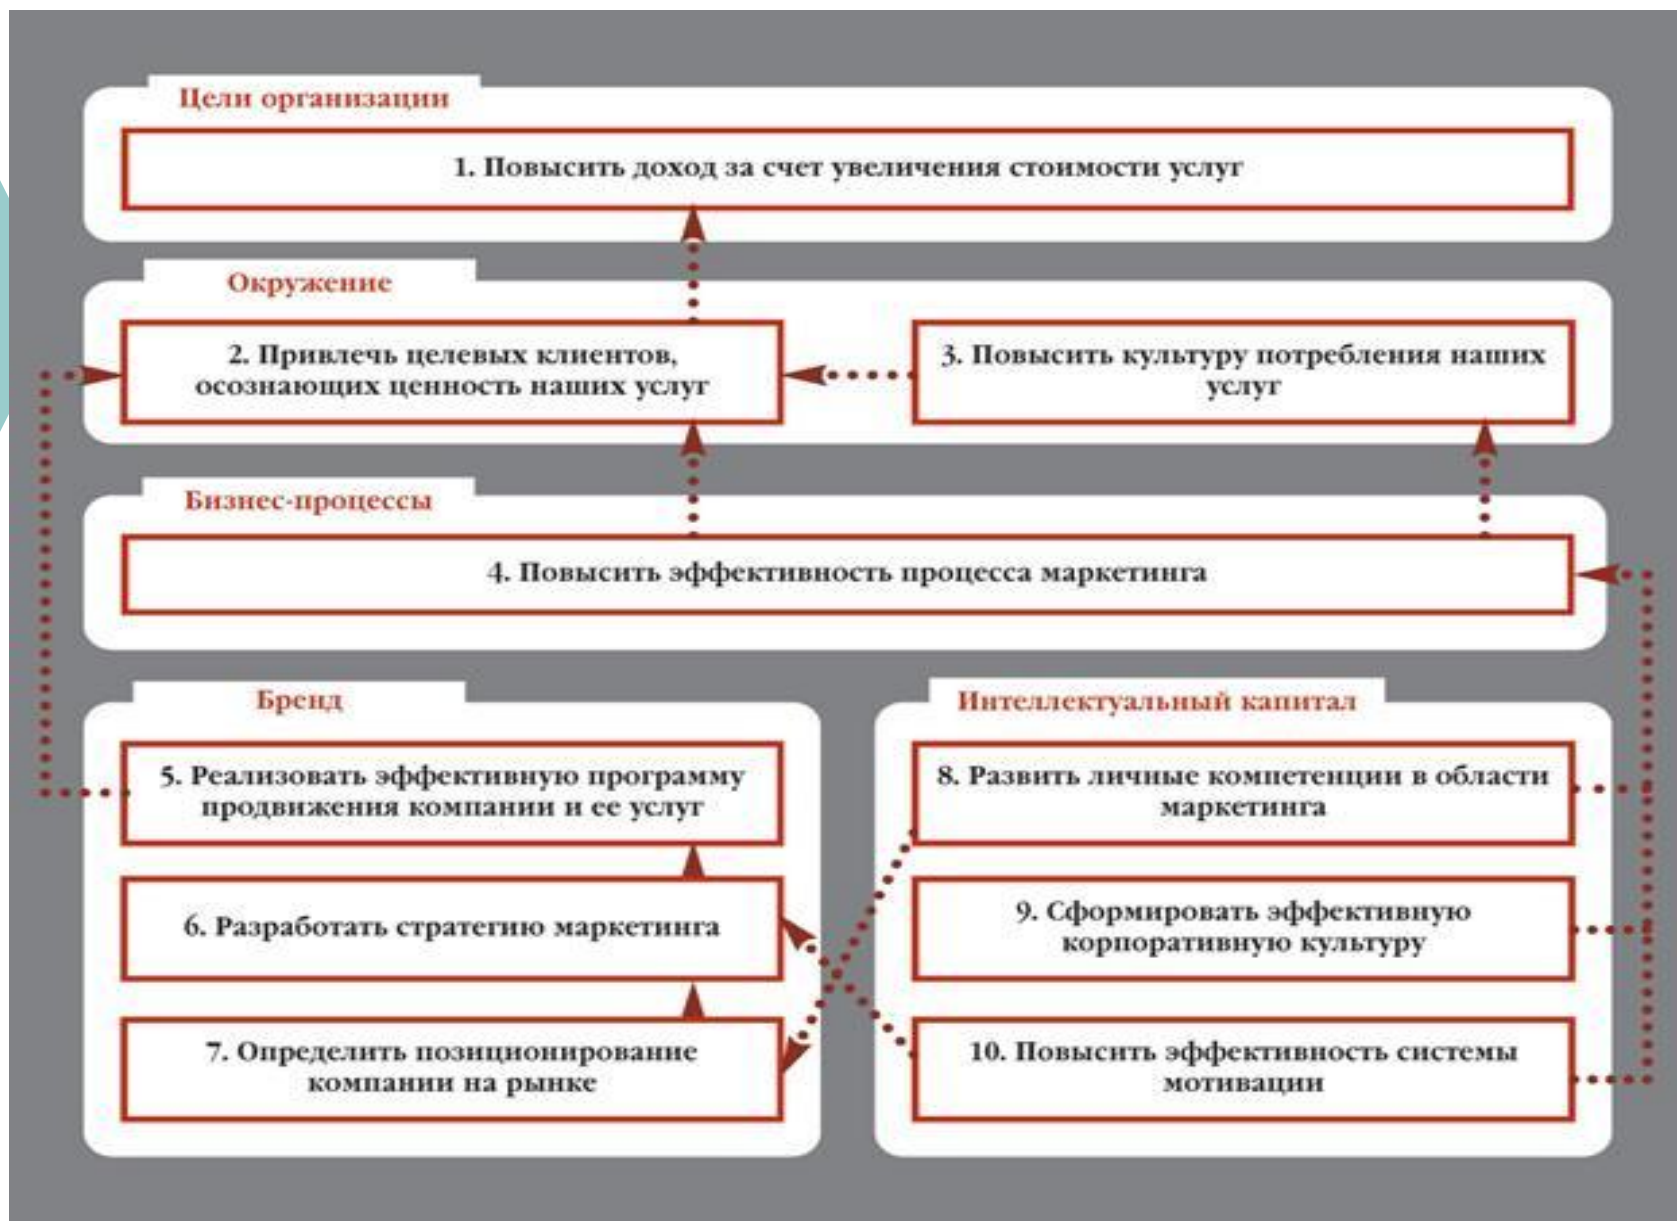 Цели организации
1. Повысить доход за счет увеличения стоимости услуг
Окружение
2. Привлечь целевых клиентов,
осознающих ценность наших услуг
3. Повысить культуру потребления наших
услуг
Бизнес-процессы
4. Повысить эффективность процесса маркетинга
Бренд
5. Реализовать эффективную программу
продвижения компании и ее услуг
6. Разработать стратегию маркетинга
7. Определить позиционирование
компании на рынке
Интеллектуальный капитал
8. Развить личные компетенции в области
маркетинга
9. Сформировать эффективную
корпоративную культуру
10. Повысить эффективность системы
мотивации